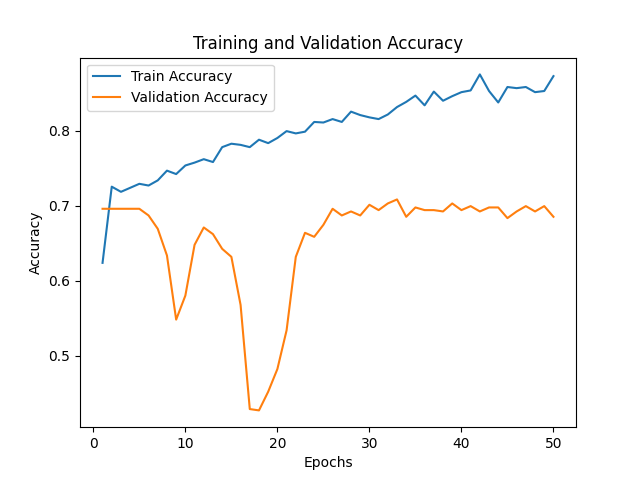 Training and Validation Accuracy
Train Accuracy
Validation Accuracy
0.8
0.7
0.6
0.5
Accuracy
0 10 20 30 40 50
Epochs